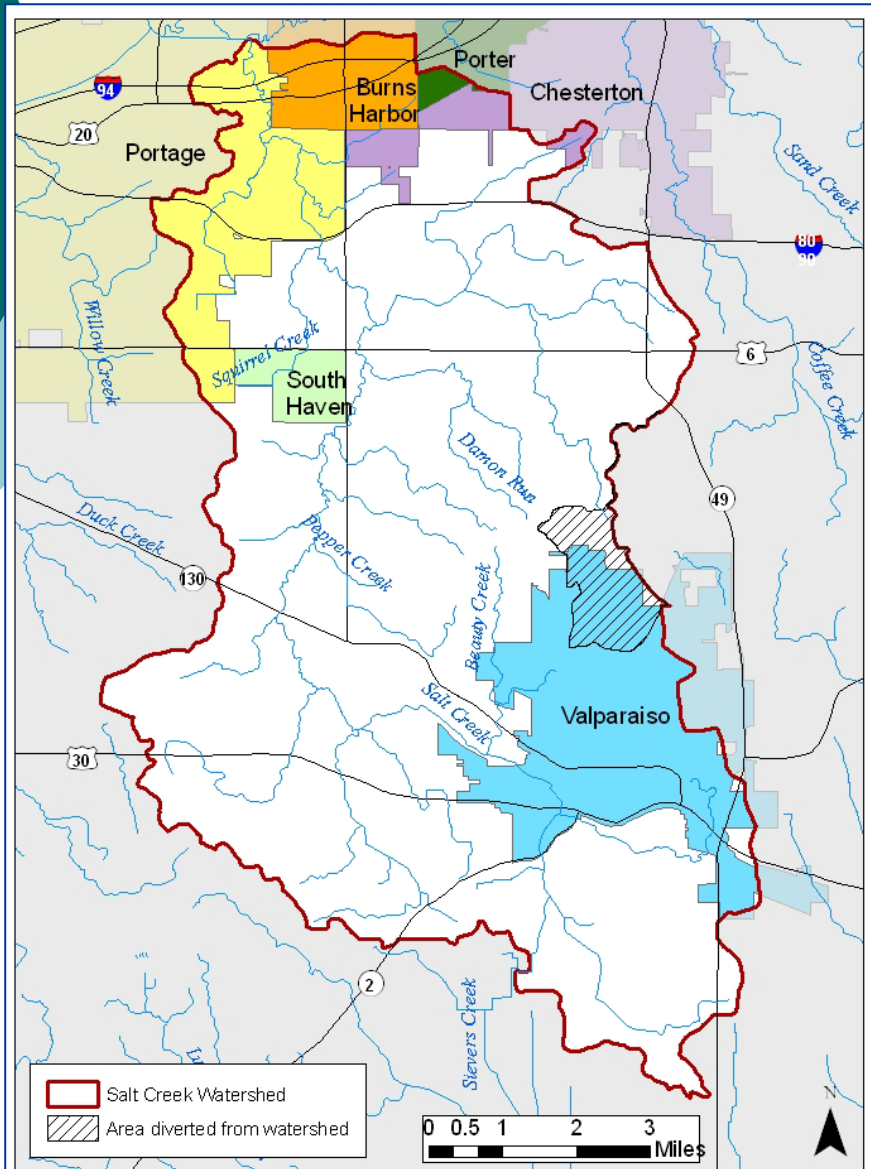 Porter
94
Burns
Harbor
Chesterton
20
Portage
Sand Creek
80
90
Willow Creek
Squirrel Creek
6
South
Haven
Coffee Creek
Damon Run
49
Duck Creek
Pepper Creek
130
Beauty Creek
Salt Creek
Valparaiso
30
2
Sievers Creek
Salt Creek Watershed
Area diverted from watershed
0 0.5 1 2 3
Miles
N